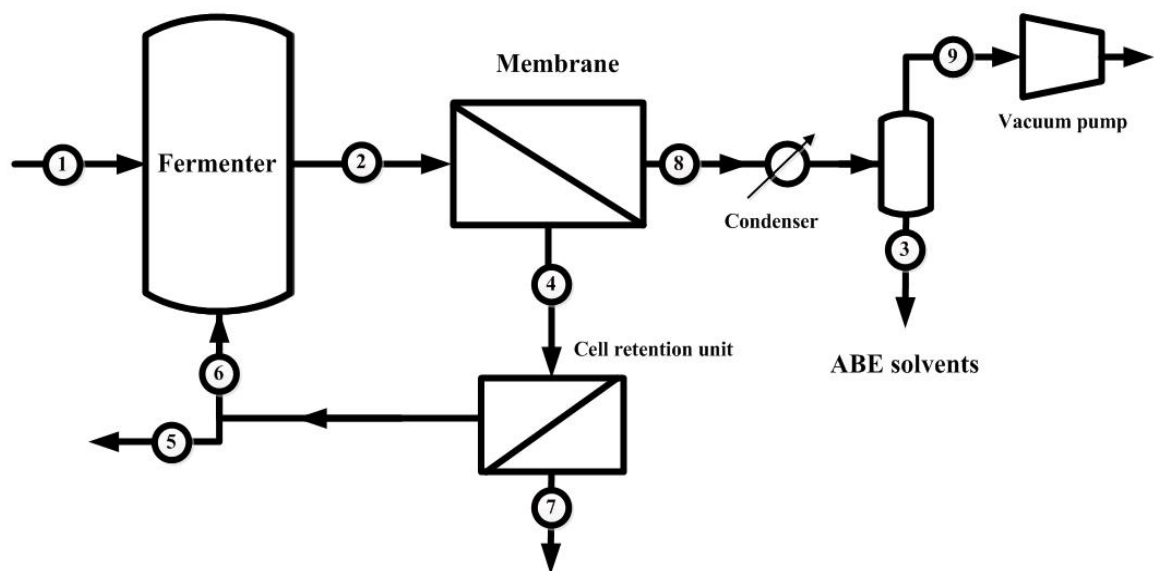 9
Membrane
Vacuum pump
1
Fermenter
2
8
Condenser
3
4
Cell retention unit
ABE solvents
6
5
7